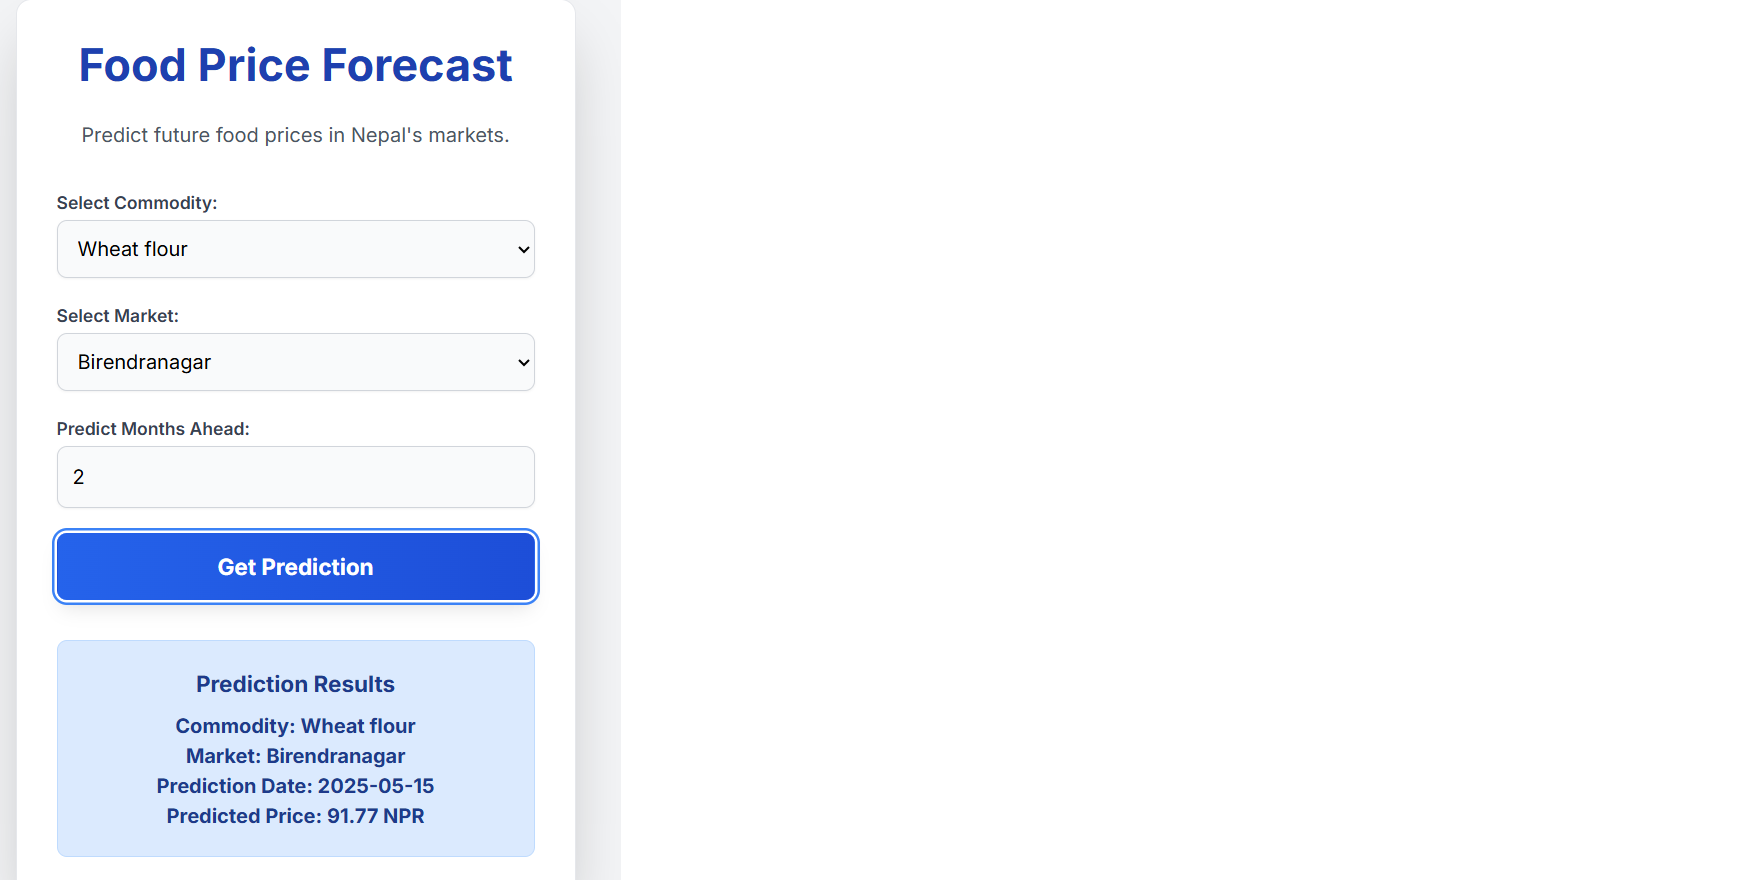 Food Price Forecast
Predict future food prices in Nepal's markets.
Select Commodity:
Wheat flour
Select Market:
Birendranagar
Predict Months Ahead:
2
Get Prediction
Prediction Results
Commodity: Wheat flour
Market: Birendranagar
Prediction Date: 2025-05-15
Predicted Price: 91.77 NPR